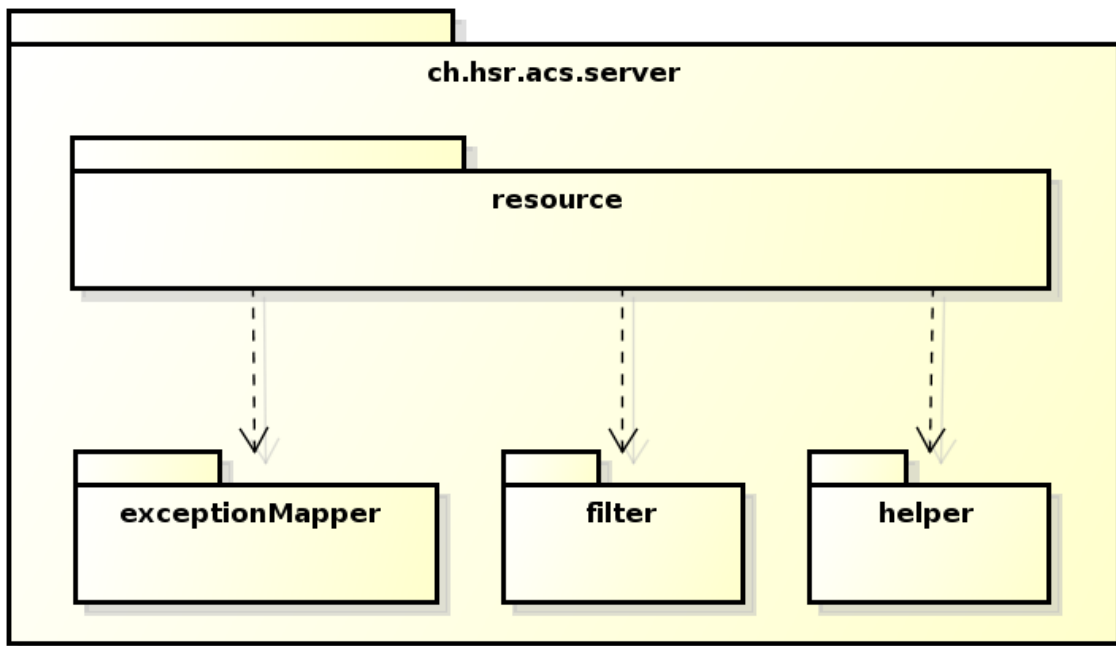 ch.hsr.acs.server
resource
exceptionMapper
filter
helper